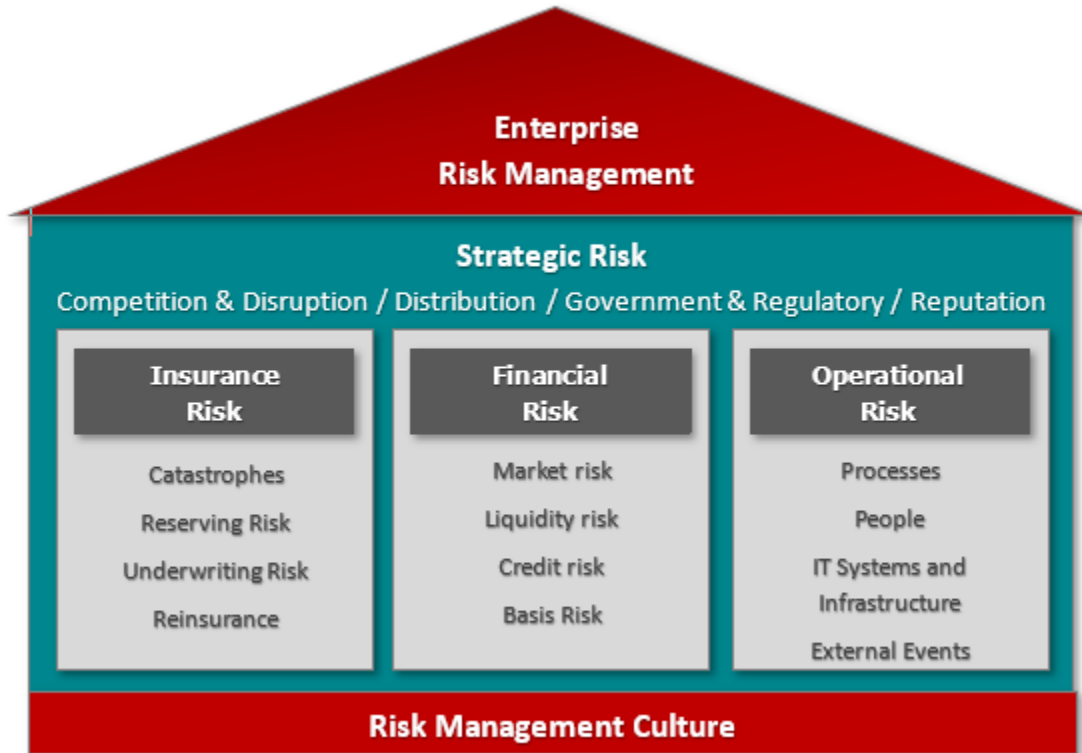 Enterprise
Risk Management
Strategic Risk
Competition & Disruption / Distribution / Government & Regulatory / Reputation
Insurance
Risk
Catastrophes
Reserving Risk
Underwriting Risk
Reinsurance
Financial
Risk
Market risk
Liquidity risk
Credit risk
Basis Risk
Operational
Risk
Processes
People
IT Systems and
Infrastructure
External Events
Risk Management Culture